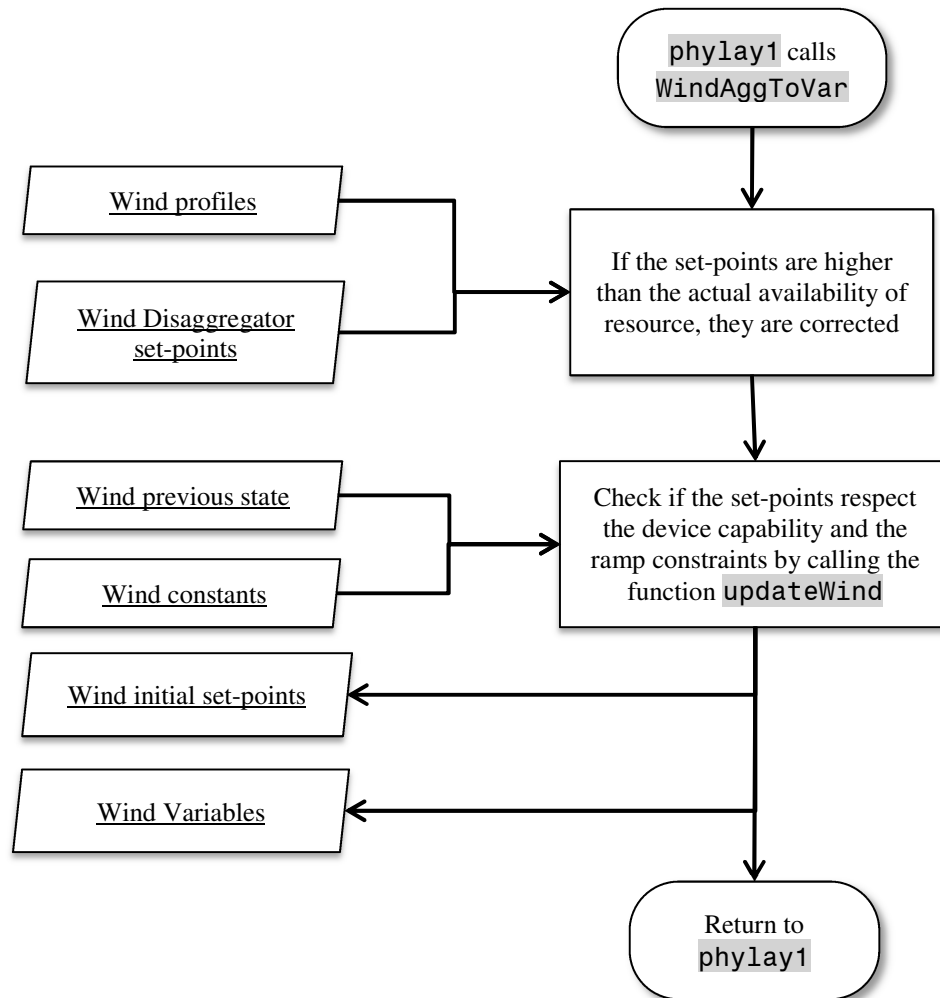 phylay1 calls
WindAggToVar
Wind profiles
Wind Disaggregator
set-points
If the set-points are higher
than the actual availability of
resource, they are corrected
Wind previous state
Wind constants
Check if the set-points respect
the device capability and the
ramp constraints by calling the
function updateWind
Wind initial set-points
Wind Variables
Return to
phylay1